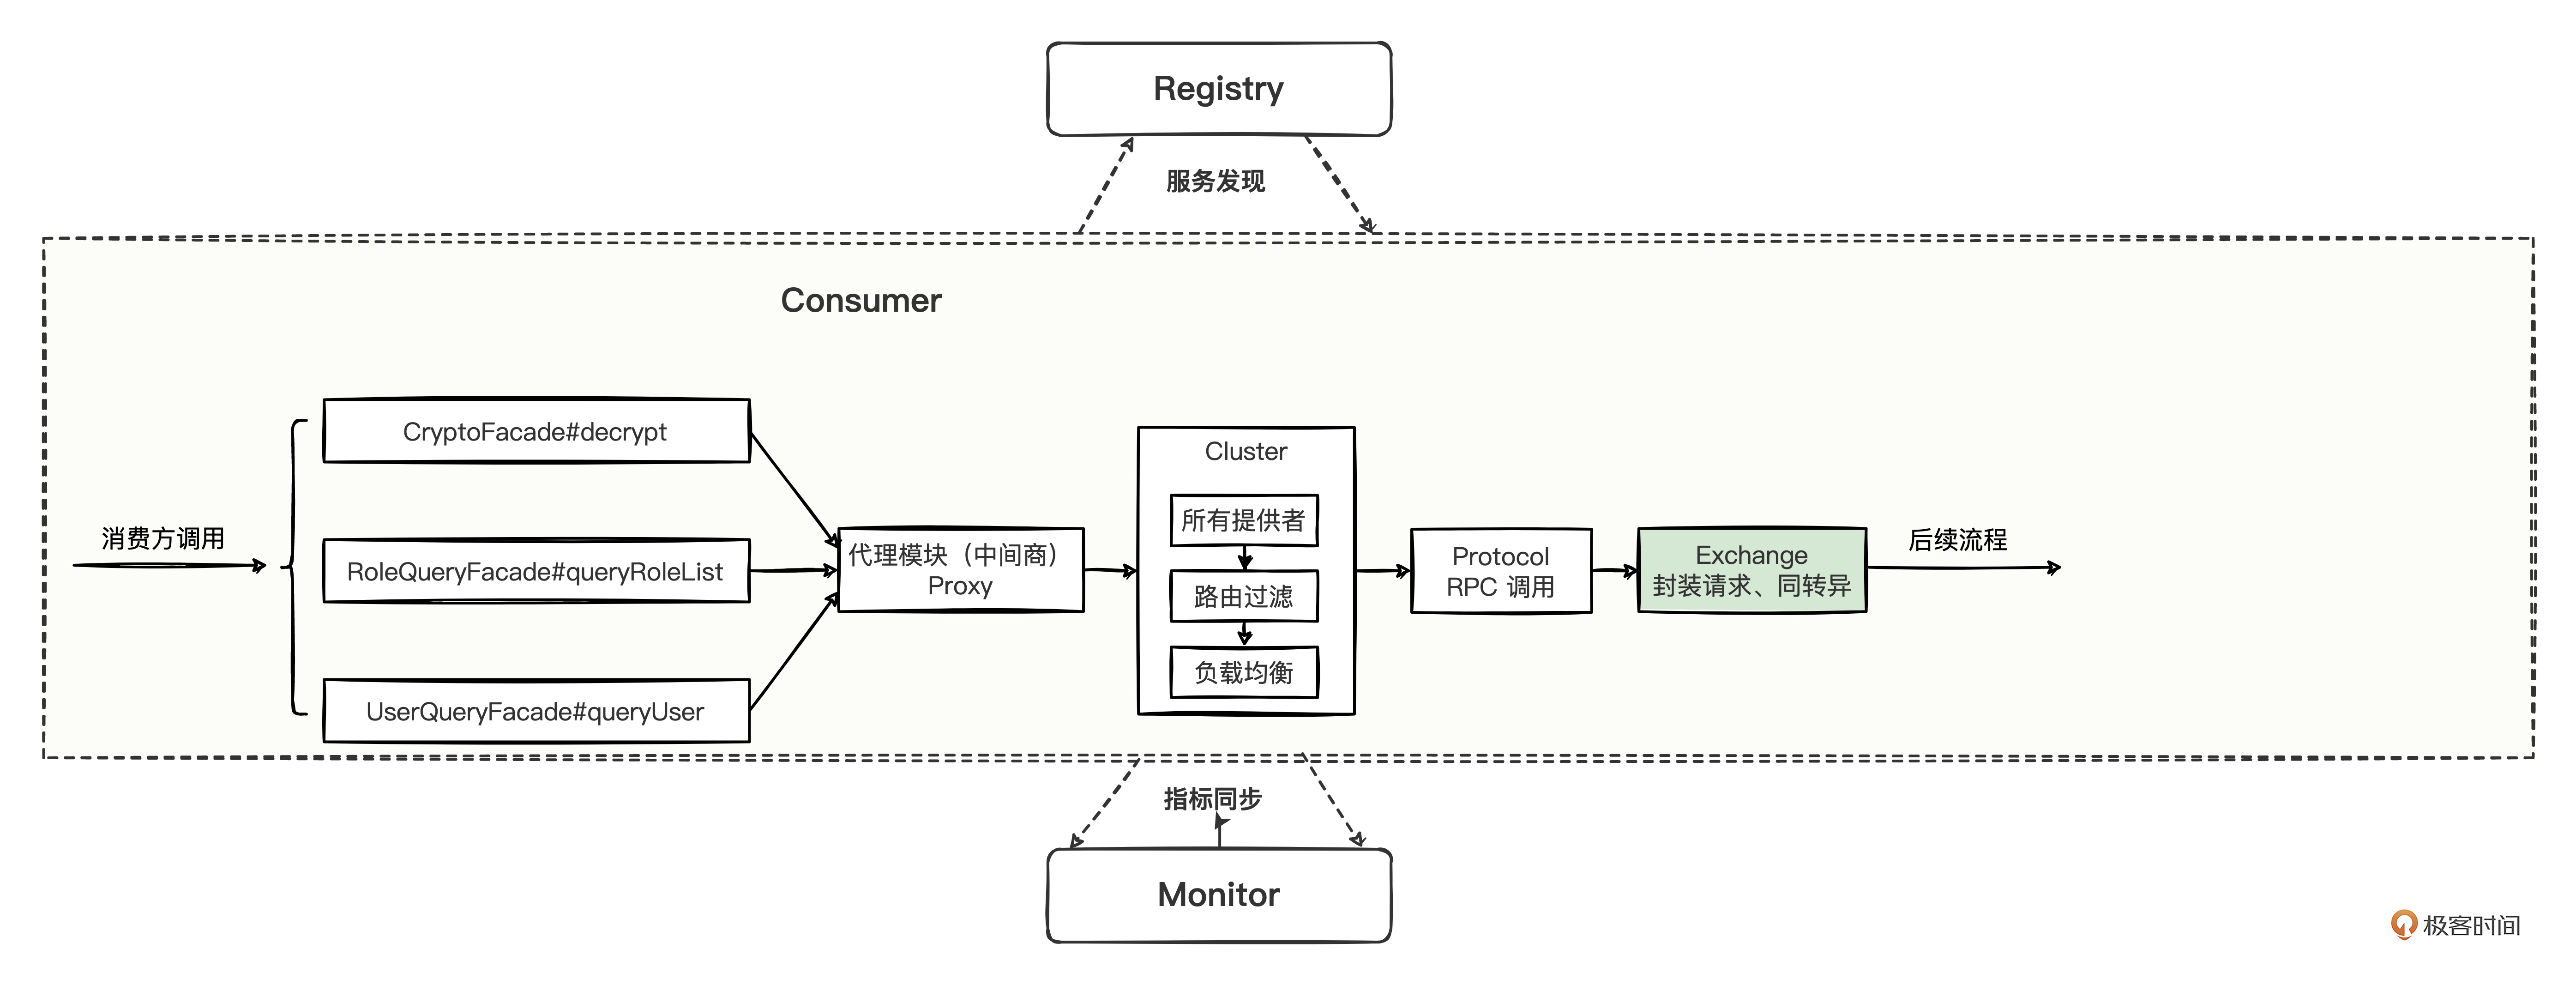 Registry
服务发现
Consumer
消费方调用
CryptoFacade#decrypt
RoleQueryFacade#queryRoleList
UserQueryFacade#queryUser
代理模块（中间商）
Proxy
Cluster
所有提供者
路由过滤
负载均衡
Protocol
RPC 调用
Exchange
封装请求、同转异
后续流程
指标同步
Monitor
极客时间